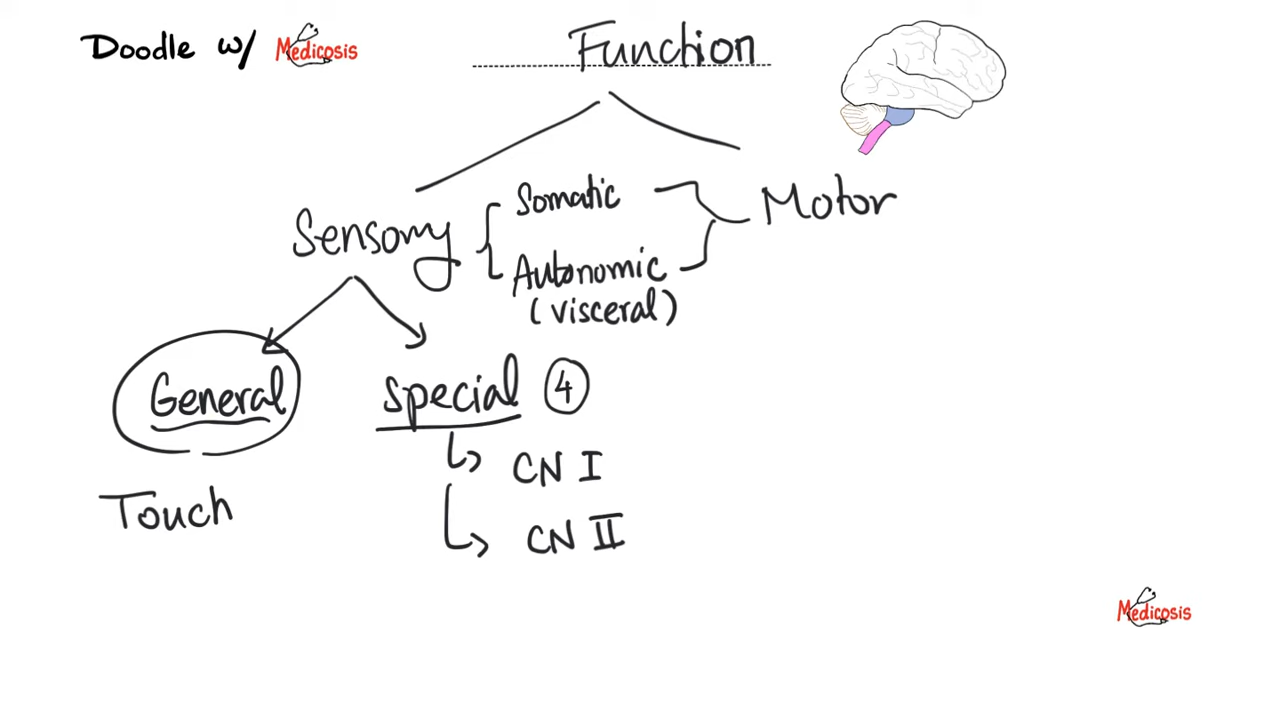 Doodle w/ Medicosis
Function
Sensory
Somatic
Autonomic
(visceral)
Motor
General
special 4
CN I
CN II
Touch
Medicosis